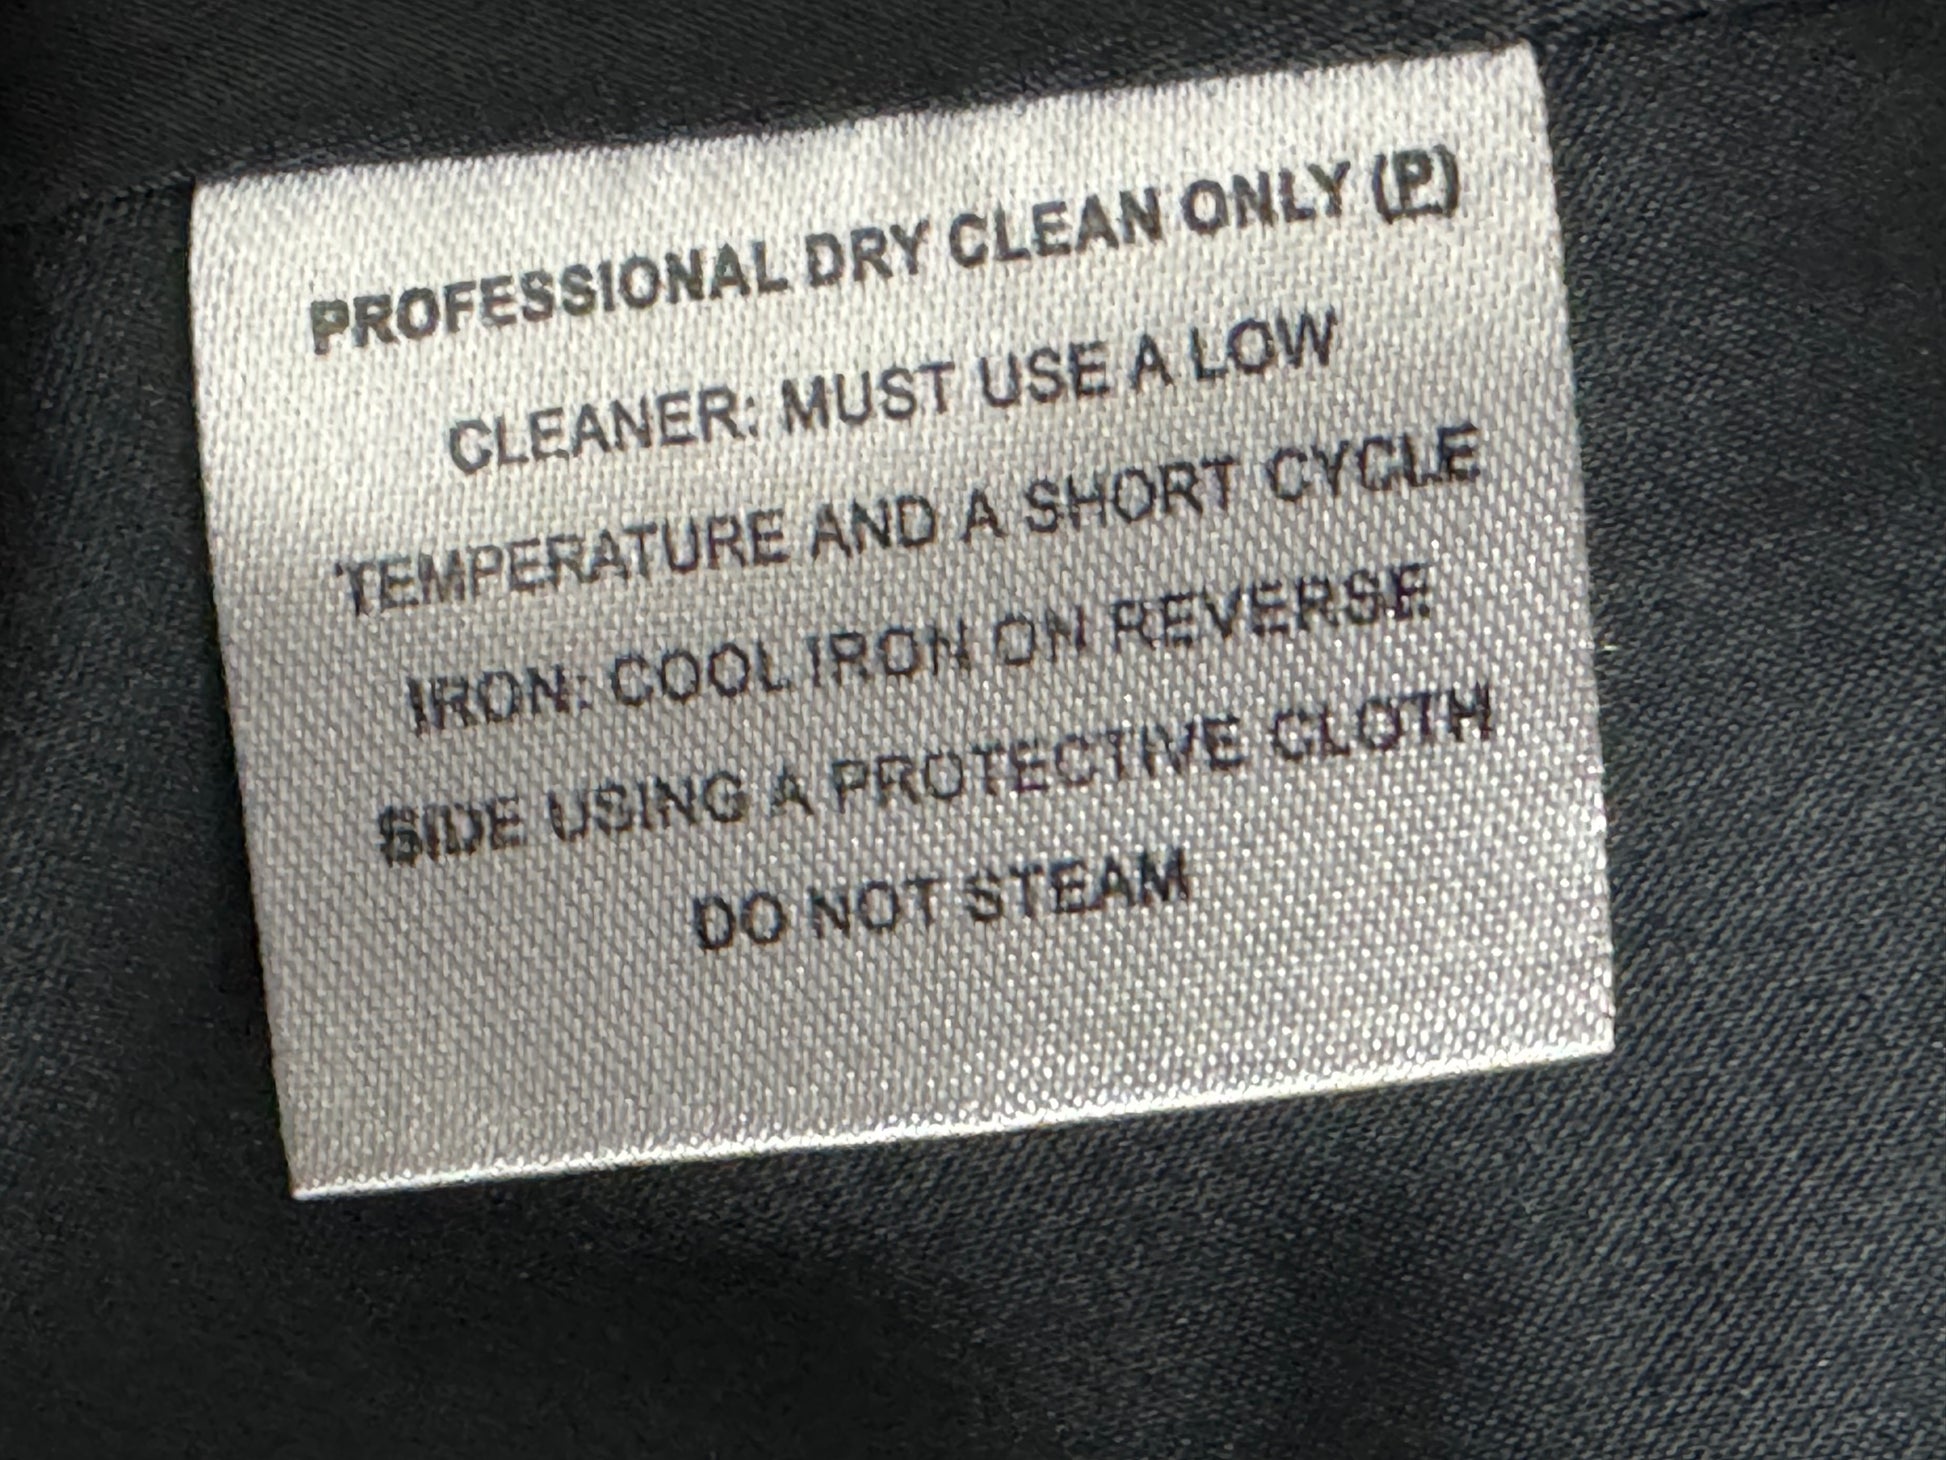 PROFESSIONAL DRY CLEAN ONLY (P)
CLEANER: MUST USE A LOW
TEMPERATURE AND A SHORT CYCLE
IRON: COOL IRON ON REVERSE
SIDE USING A PROTECTIVE CLOTH
DO NOT STEAM